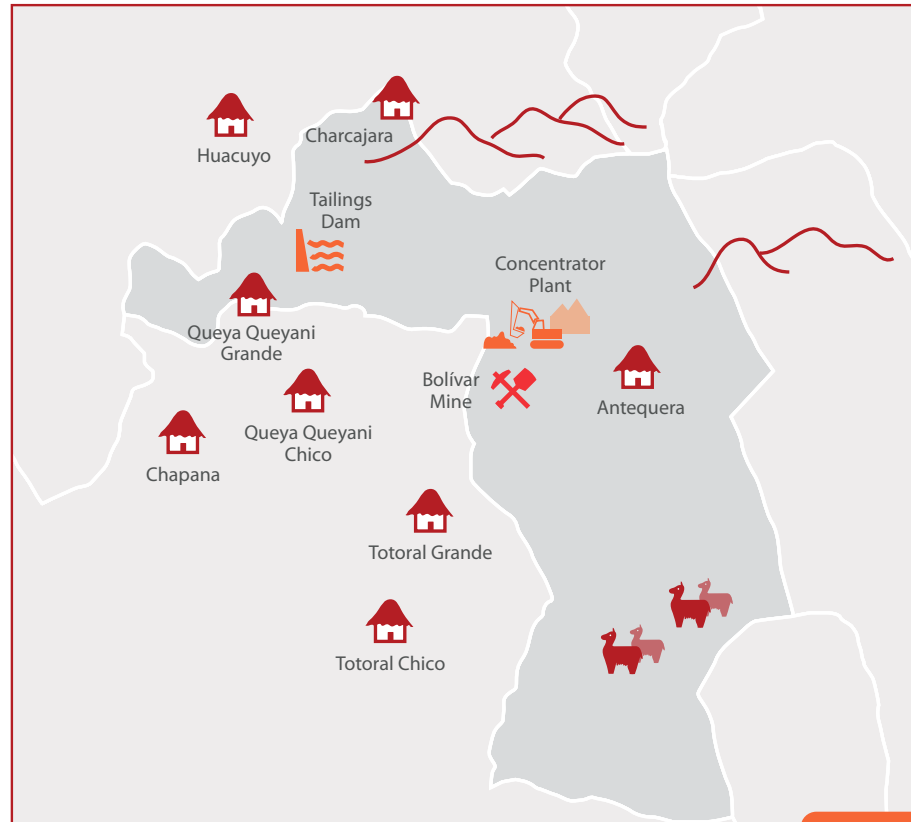 Huacuyo
Charcajara
Tailings
Dam
Concentrator
Plant
Queya Queyani
Grande
Bolívar
Mine
Antequera
Queya Queyani
Chico
Chapana
Totoral Grande
Totoral Chico